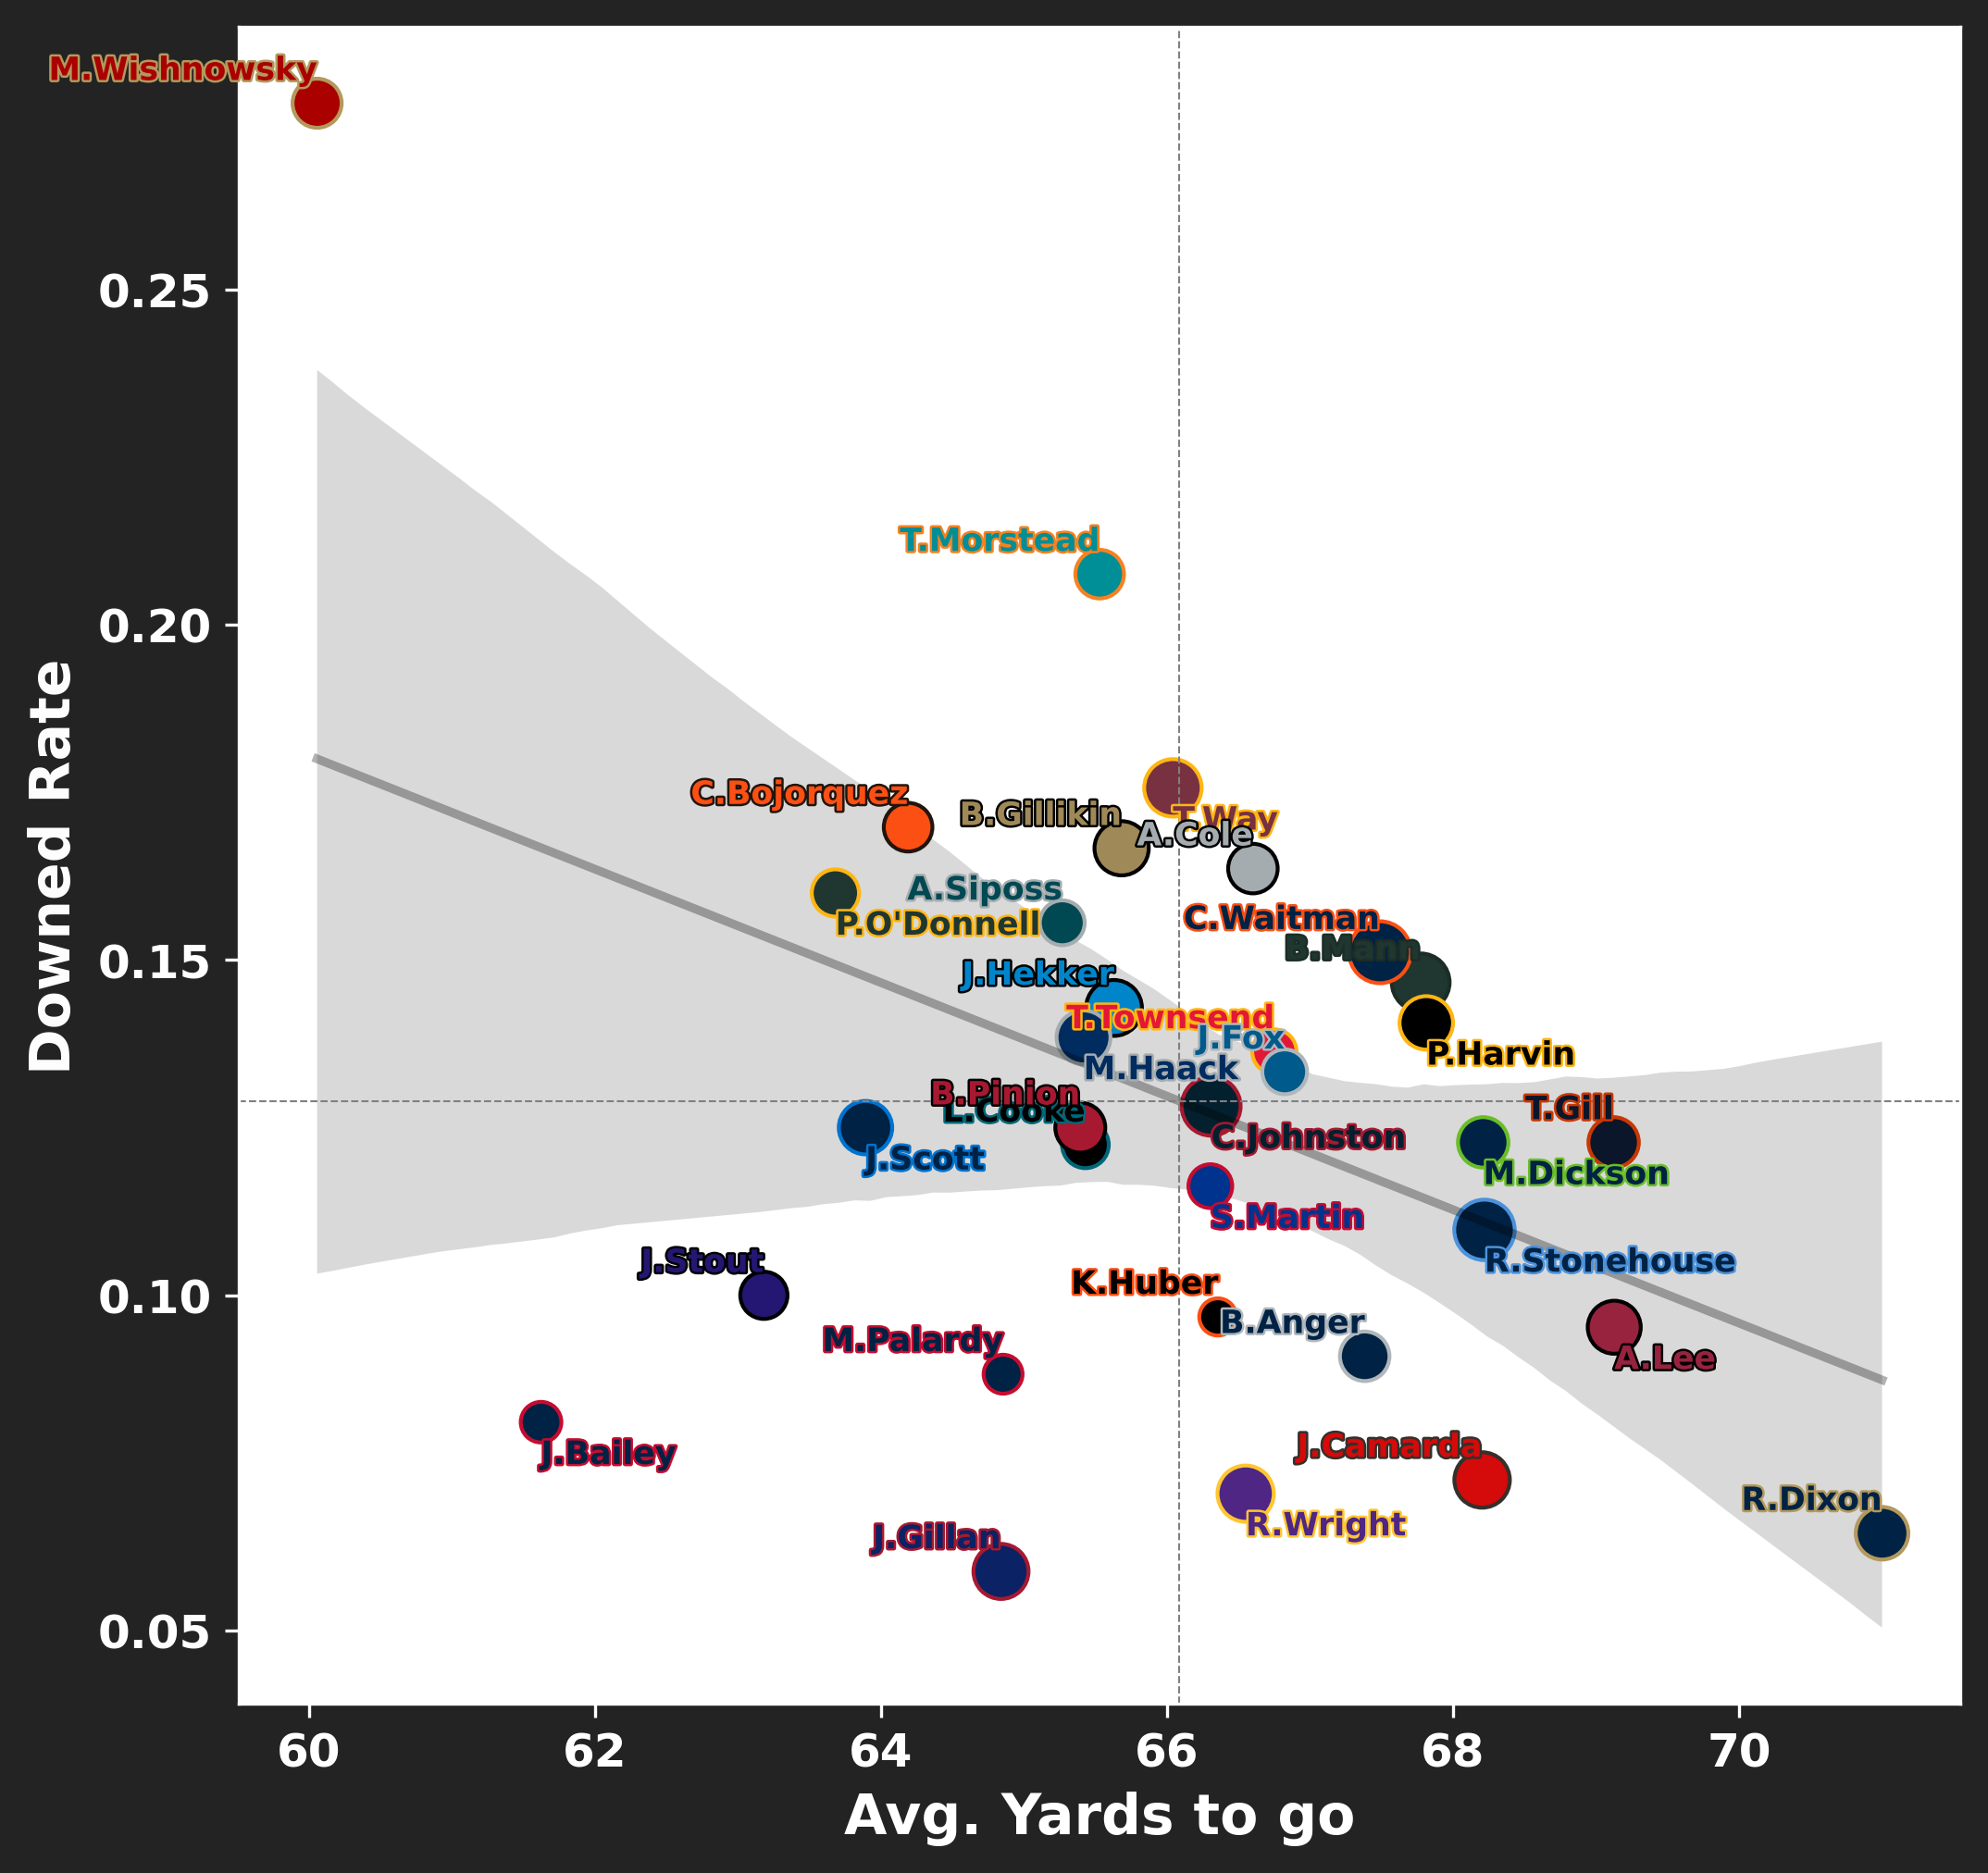 M.Wishnowsky
0.25
T.Morstead
0.20
C.Bojorquez
B.Gillikin
T.Way
A.Cole
A.Siposs
P.O'Donnell
C.Waitman
B.Mann
0.15
J.Hekker
T.Townsend
J.Fox
P.Harvin
M.Haack
B.Pinion
L.Cooke
T.Gill
C.Johnston
J.Scott
M.Dickson
S.Martin
J.Stout
R.Stonehouse
K.Huber
0.10
B.Anger
M.Palardy
A.Lee
J.Bailey
J.Camarda
R.Dixon
R.Wright
J.Gillan
0.05
Downed Rate
60 62 64 66 68 70
Avg. Yards to go